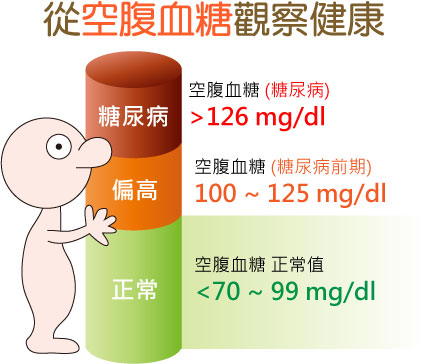 從空腹血糖觀察健康
糖尿病
空腹血糖 (糖尿病)
>126 mg/dl
偏高
空腹血糖 (糖尿病前期)
100 ~ 125 mg/dl
正常
空腹血糖 正常值
<70 ~ 99 mg/dl